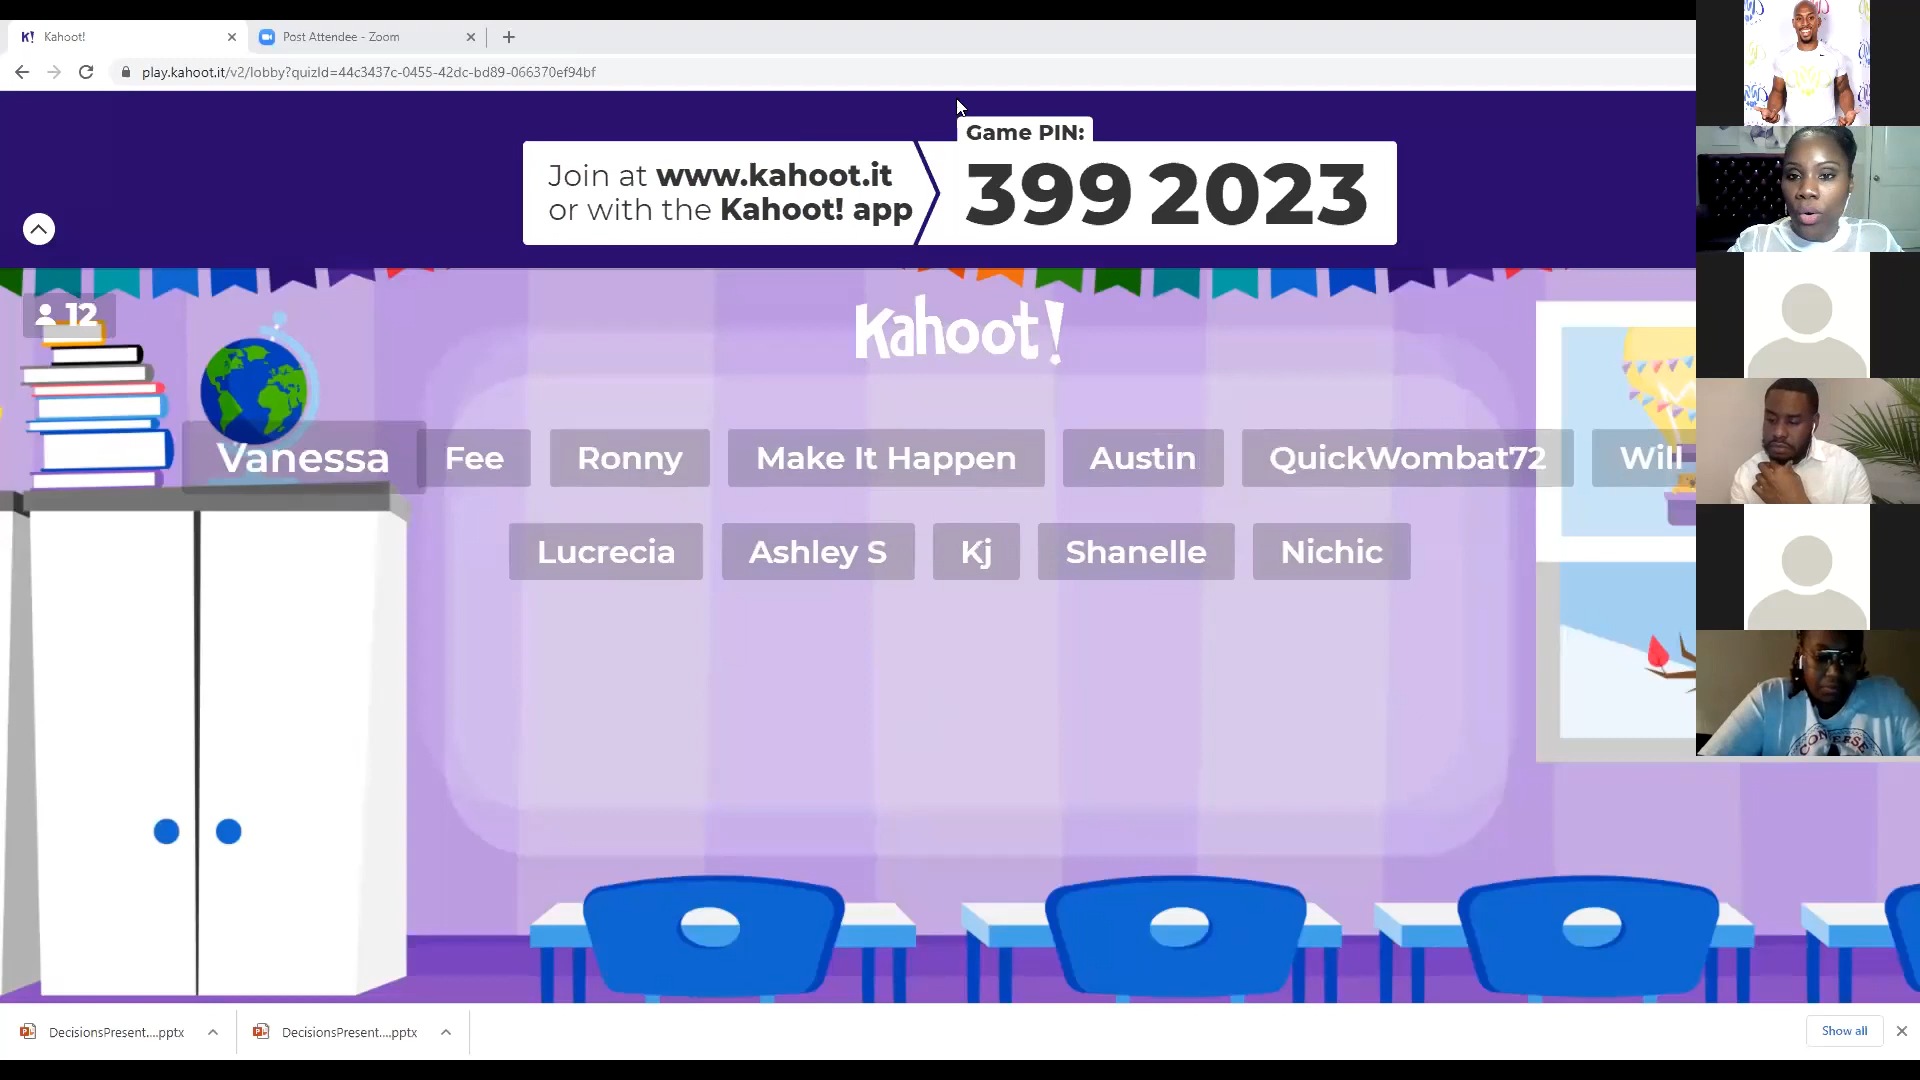 Kahoot!
Post Attendee - Zoom
play.kahoot.it/v2/lobby?quizId=44c3437c-0455-42dc-bd89-066370ef94bf
Game PIN:
Join at www.kahoot.it
or with the Kahoot! app
399 2023
12
Kahoot!
Vanessa Fee Ronny Make It Happen Austin QuickWombat72 Will
Lucrecia Ashley S Kj Shanelle Nichic
DecisionsPresent....pptx
DecisionsPresent....pptx
Show all